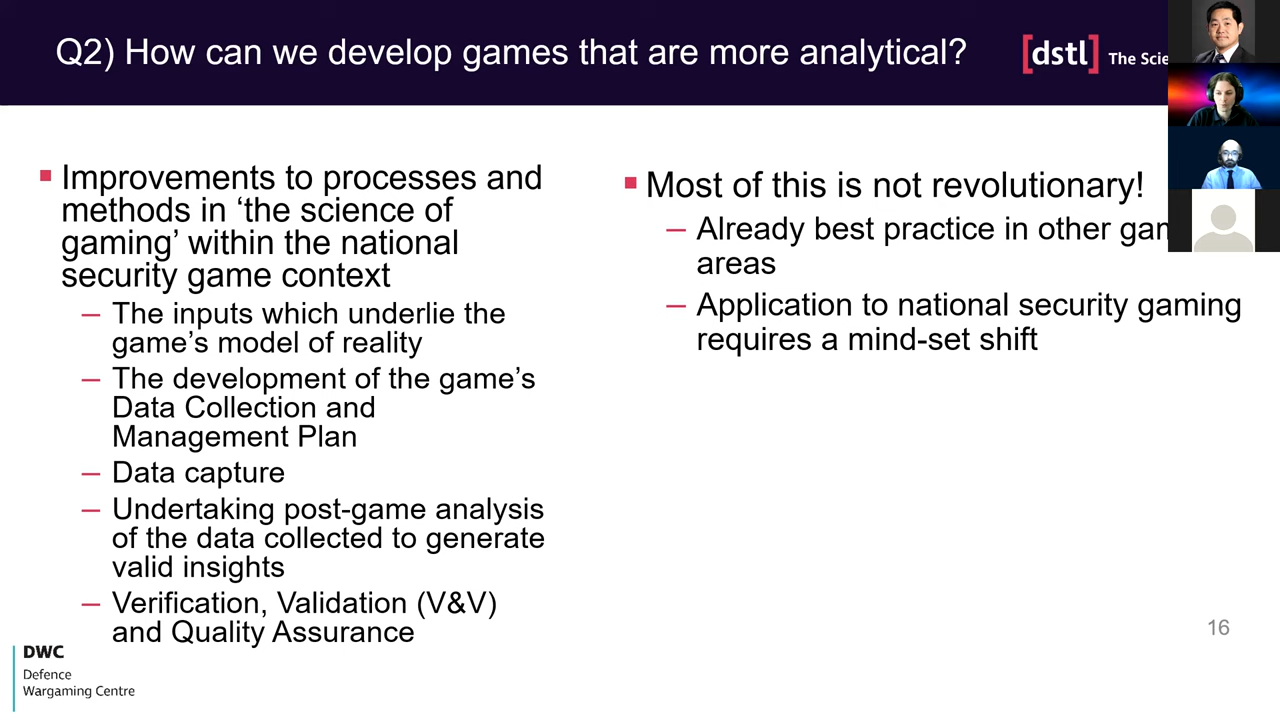 Q2) How can we develop games that are more analytical?
[dstl] The Scie
Improvements to processes and
methods in ‘the science of
gaming’ within the national
security game context
– The inputs which underlie the
game’s model of reality
– The development of the game’s
Data Collection and
Management Plan
– Data capture
– Undertaking post-game analysis
of the data collected to generate
valid insights
– Verification, Validation (V&V)
and Quality Assurance
Most of this is not revolutionary!
– Already best practice in other gam
areas
– Application to national security gaming
requires a mind-set shift
16
DWC
Defence
Wargaming Centre